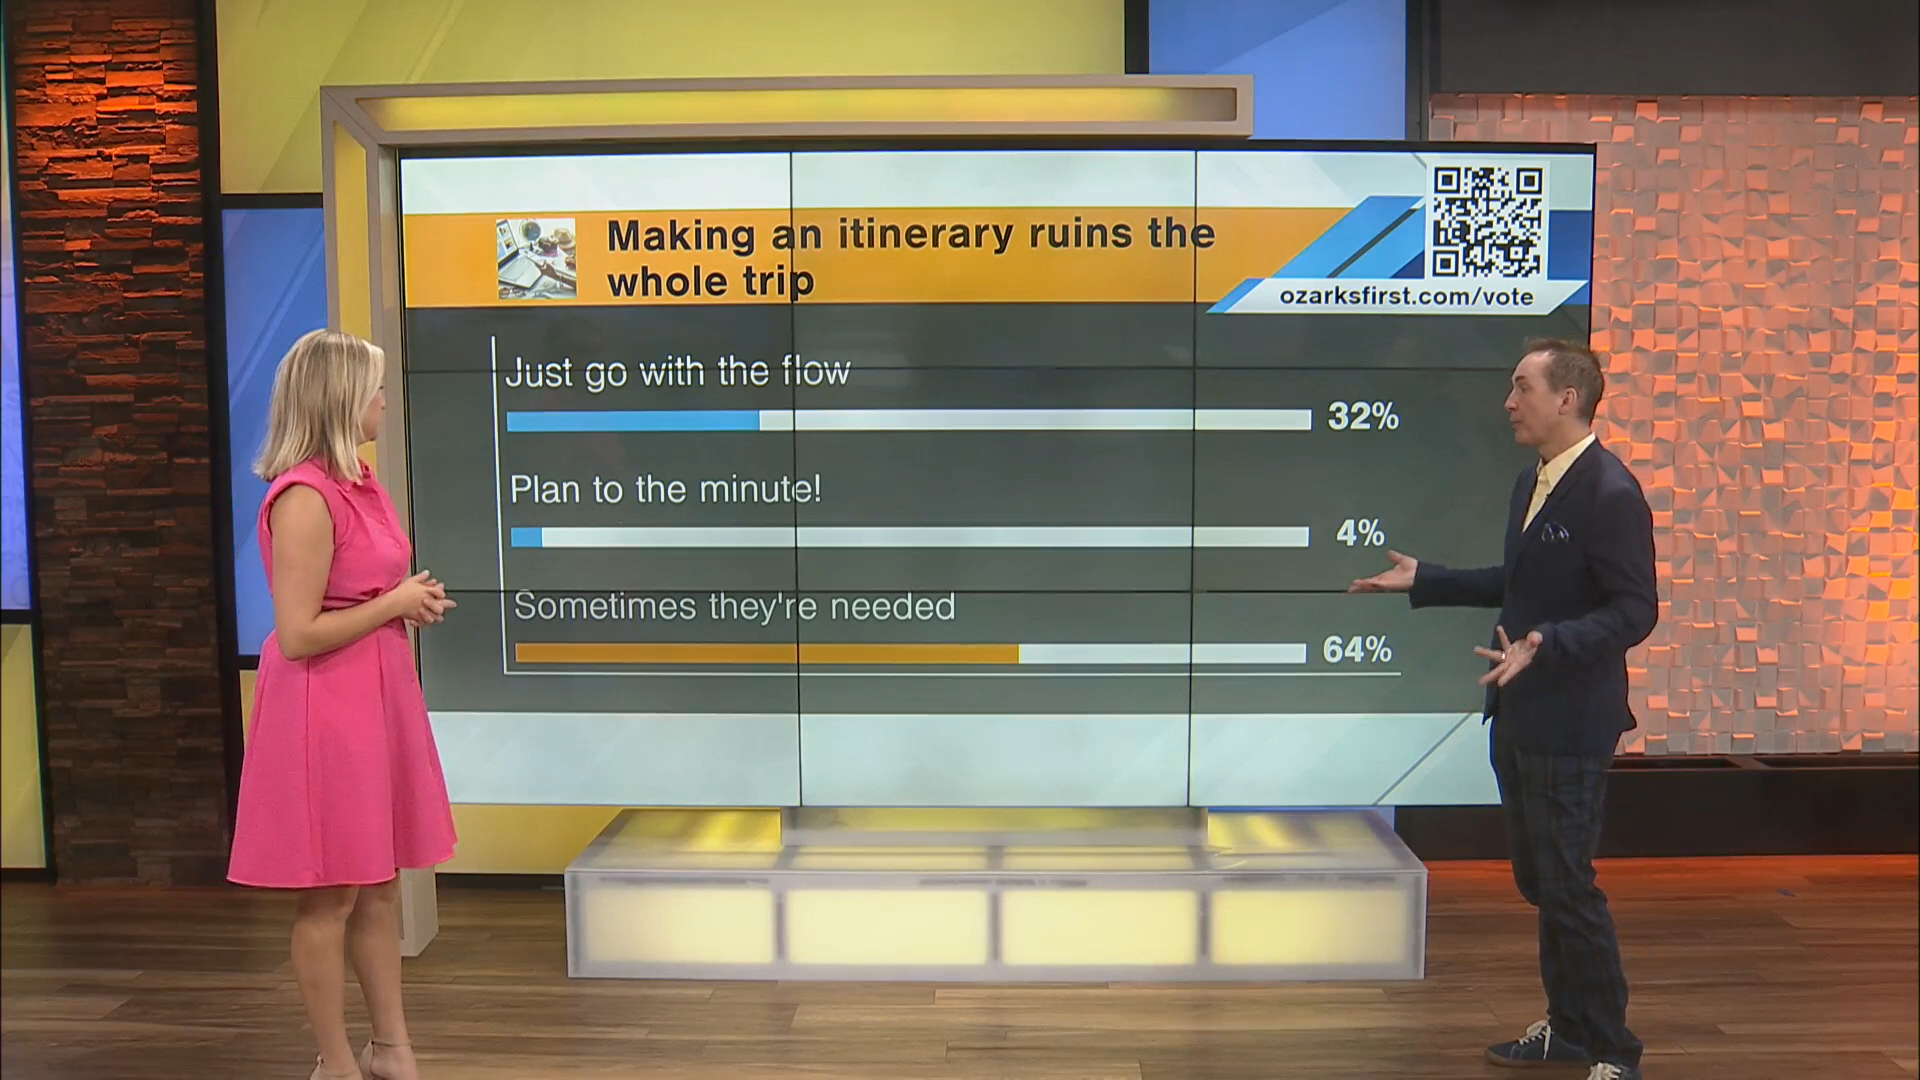 Making an itinerary ruins the
whole trip
ozarksfirst.com/vote
Just go with the flow
32%
Plan to the minute!
4%
Sometimes they're needed
64%